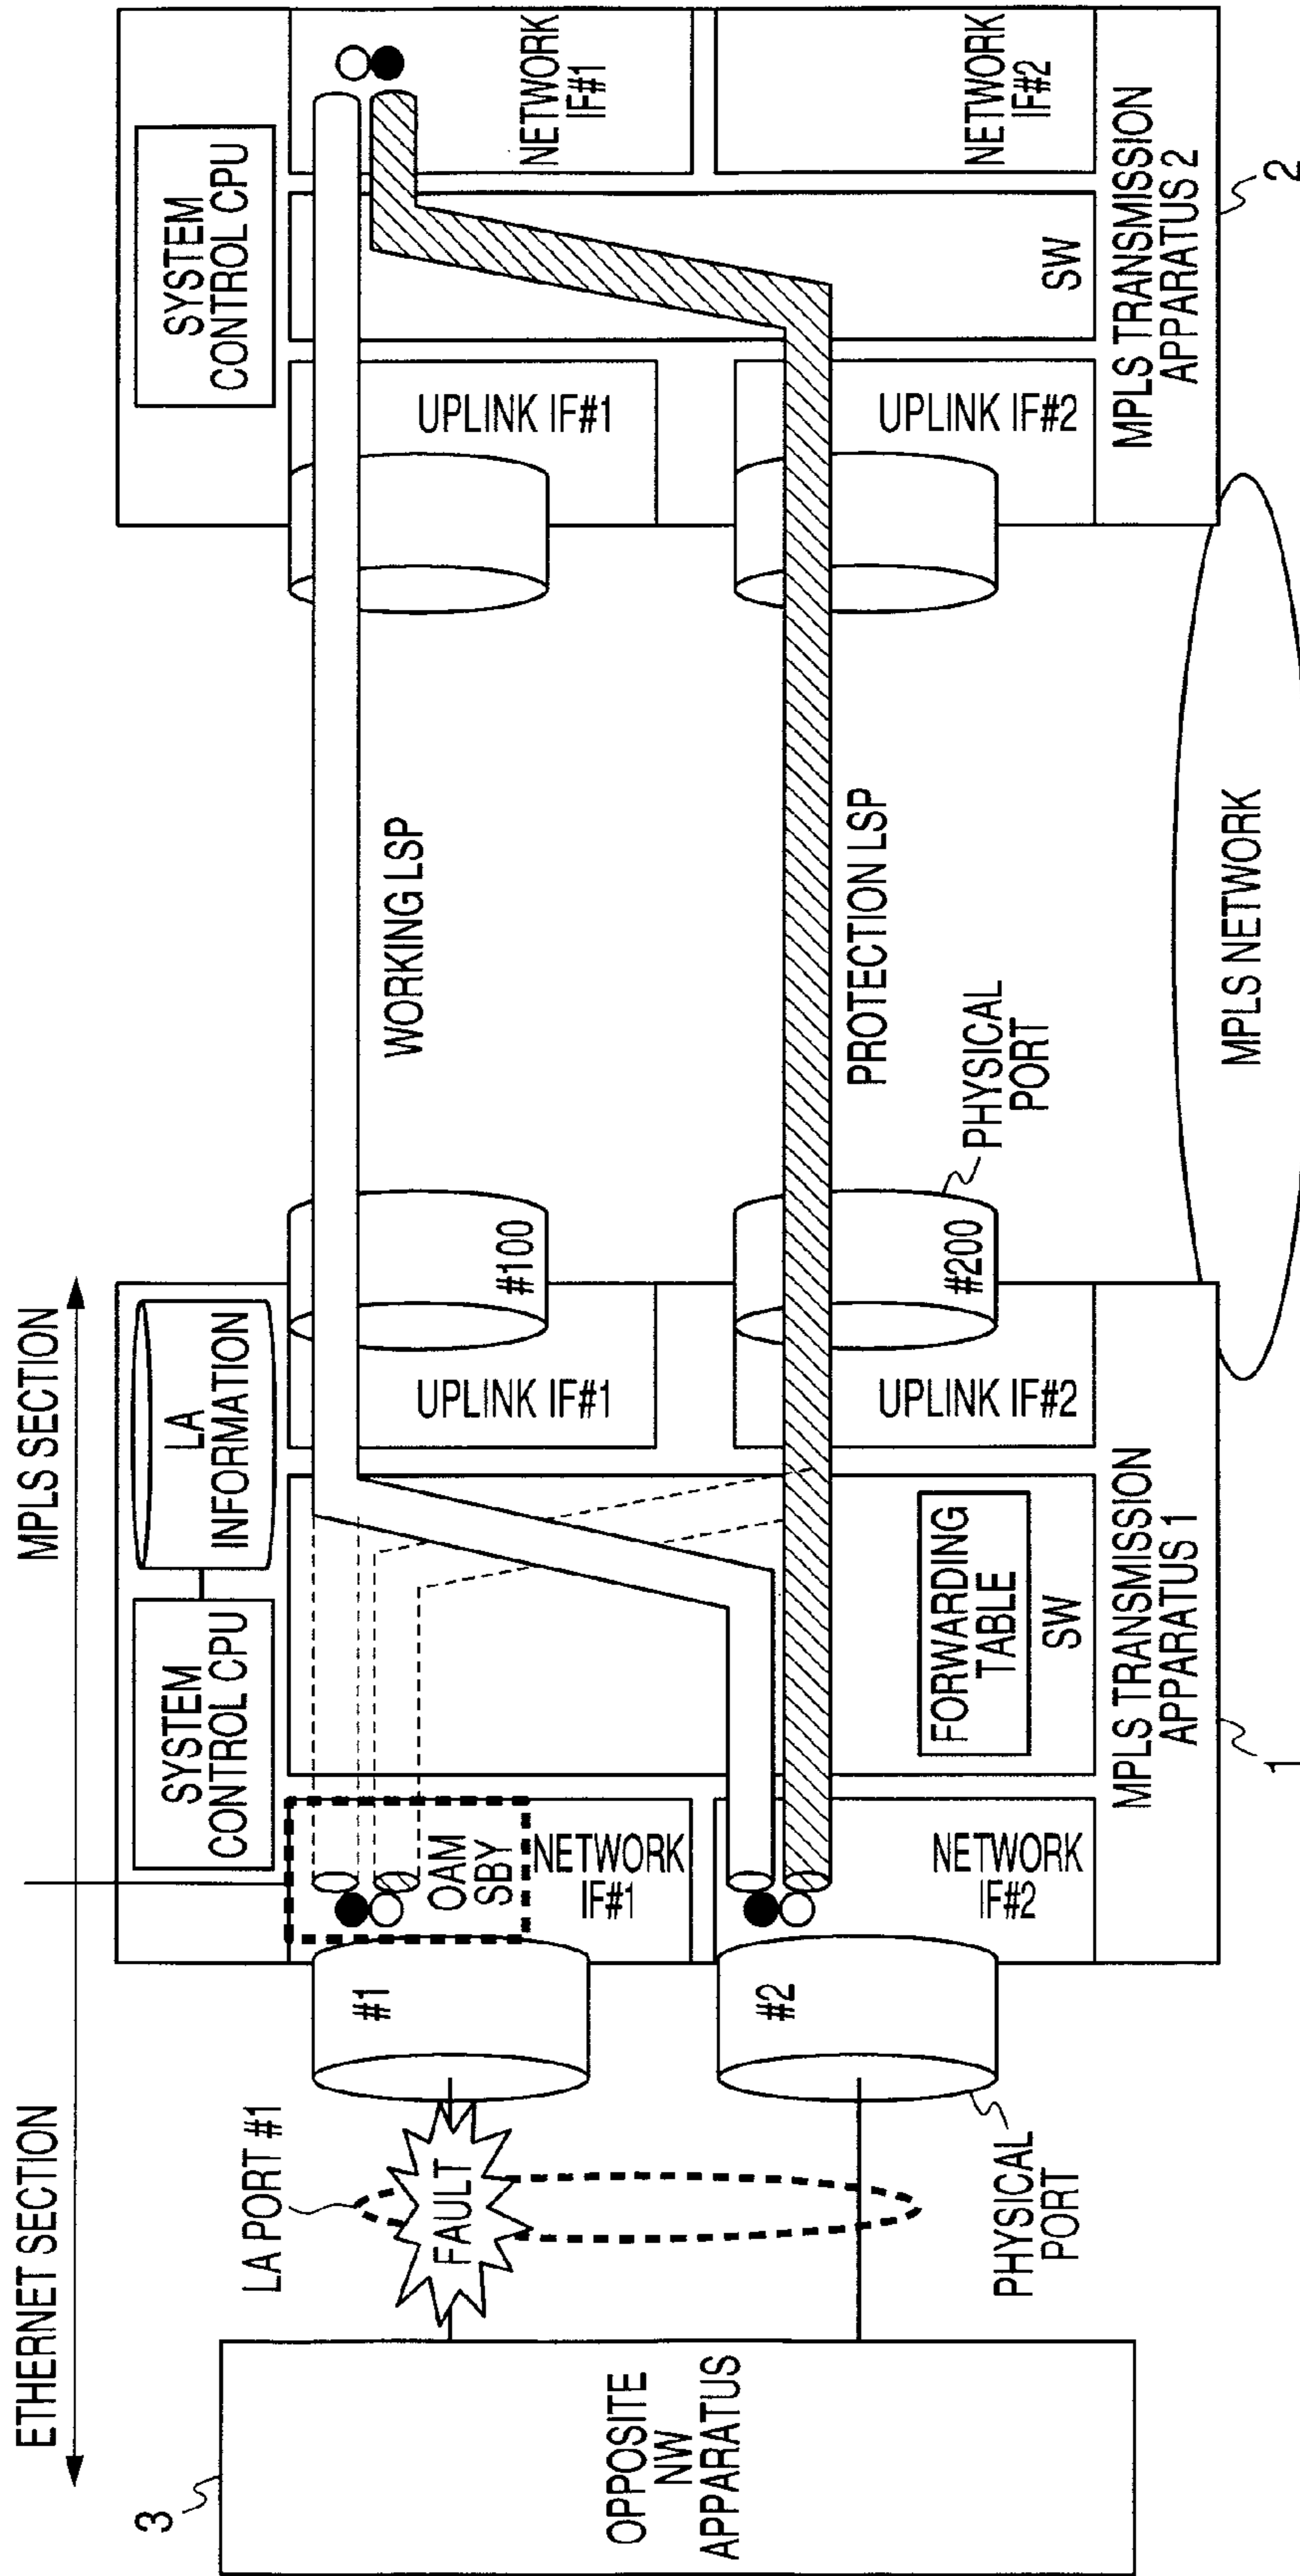 ETHERNET SECTION
MPLS SECTION
3
OPPOSITE
NW
APPARATUS
LA PORT #1
FAULT
PHYSICAL
PORT
#1
#2
SYSTEM
CONTROL CPU
LA
INFORMATION
OAM
SBY
NETWORK
IF#1
NETWORK
IF#2
FORWARDING
TABLE
SW
UPLINK IF#1
UPLINK IF#2
#100
#200
MPLS TRANSMISSION
APPARATUS 1
1
PHYSICAL
PORT
WORKING LSP
PROTECTION LSP
MPLS NETWORK
SYSTEM
CONTROL CPU
UPLINK IF#1
UPLINK IF#2
SW
NETWORK
IF#1
NETWORK
IF#2
MPLS TRANSMISSION
APPARATUS 2
2